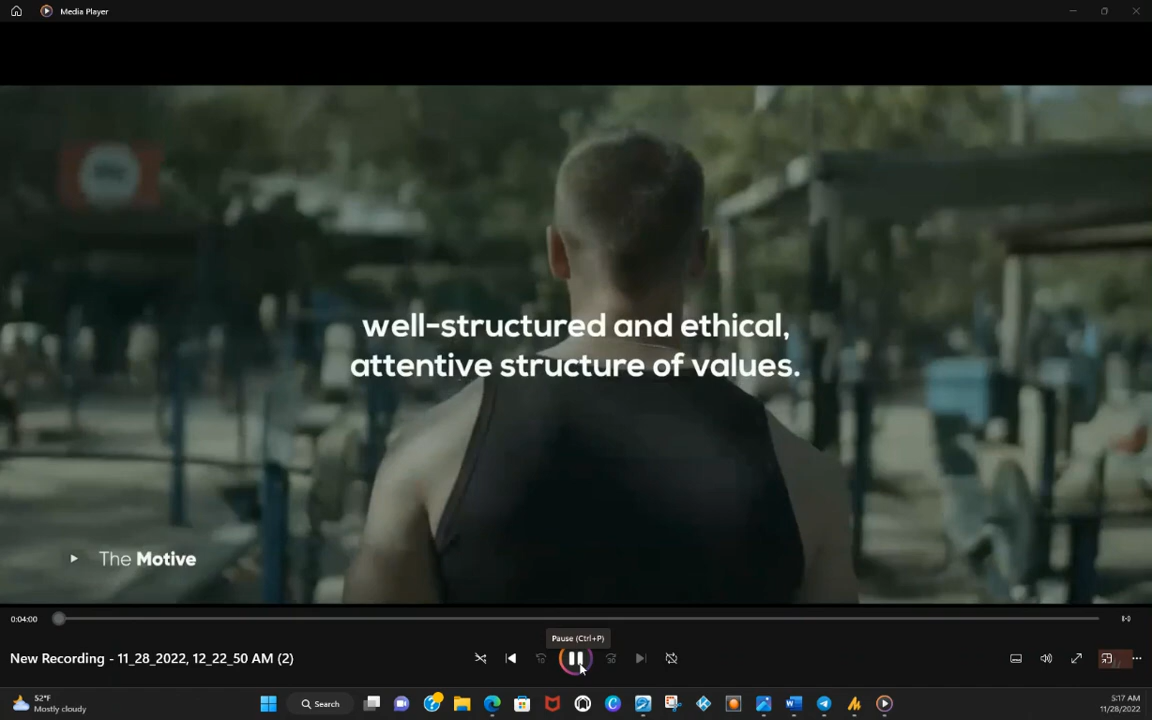 Media Player
well-structured and ethical,
attentive structure of values.
The Motive
0:04:00
Pause (Ctrl+P)
New Recording - 11_28_2022, 12_22_50 AM (2)
52°F
Mostly cloudy
Search
5:17 AM
11/28/2022